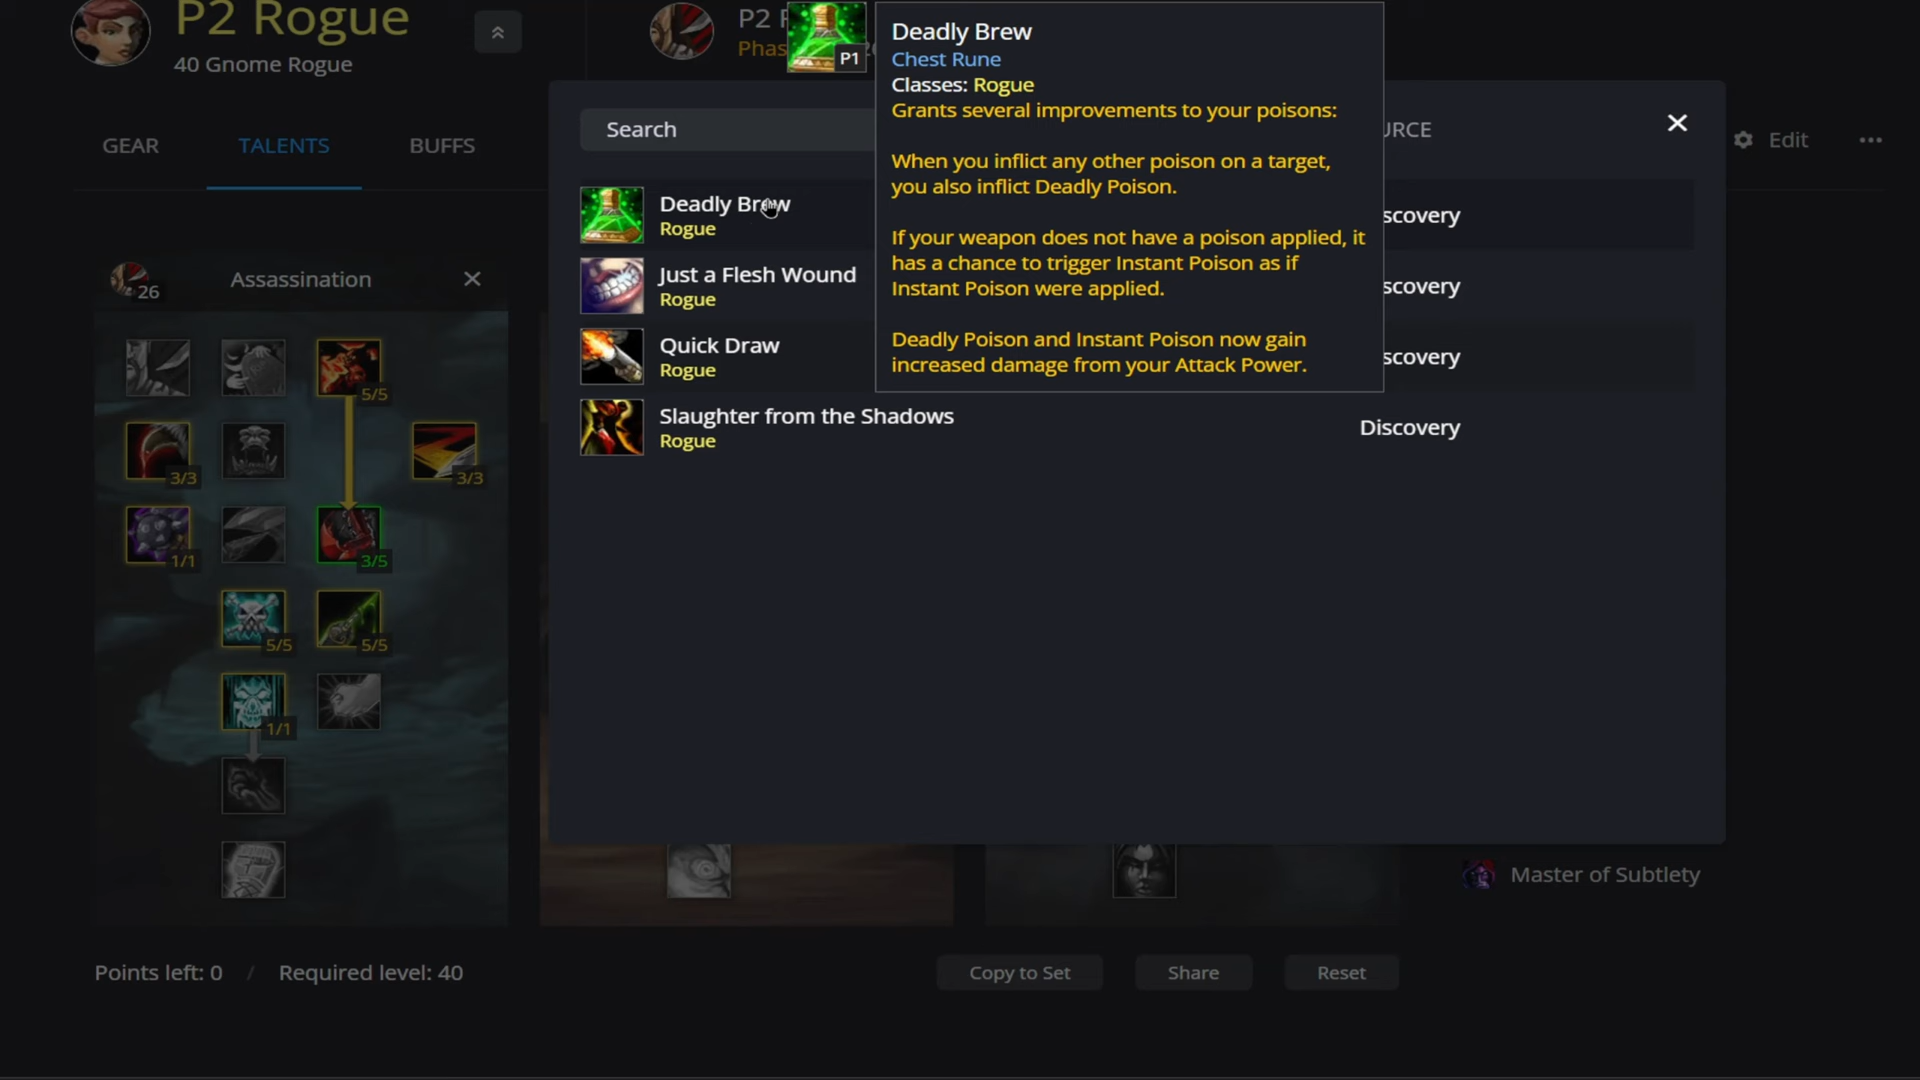 P2 Rogue
40 Gnome Rogue
P2
Phas
P1
Deadly Brew
Chest Rune
Classes: Rogue
Grants several improvements to your poisons:
When you inflict any other poison on a target,
you also inflict Deadly Poison.
If your weapon does not have a poison applied, it
has a chance to trigger Instant Poison as if
Instant Poison were applied.
Deadly Poison and Instant Poison now gain
increased damage from your Attack Power.
GEAR
TALENTS
BUFFS
Search
URCE
Edit
Deadly Brew
Rogue
scovery
Just a Flesh Wound
Rogue
scovery
Quick Draw
Rogue
scovery
Slaughter from the Shadows
Rogue
Discovery
26
Assassination
5/5
3/3
3/3
1/1
3/5
5/5
5/5
1/1
Master of Subtlety
Points left: 0 / Required level: 40
Copy to Set
Share
Reset